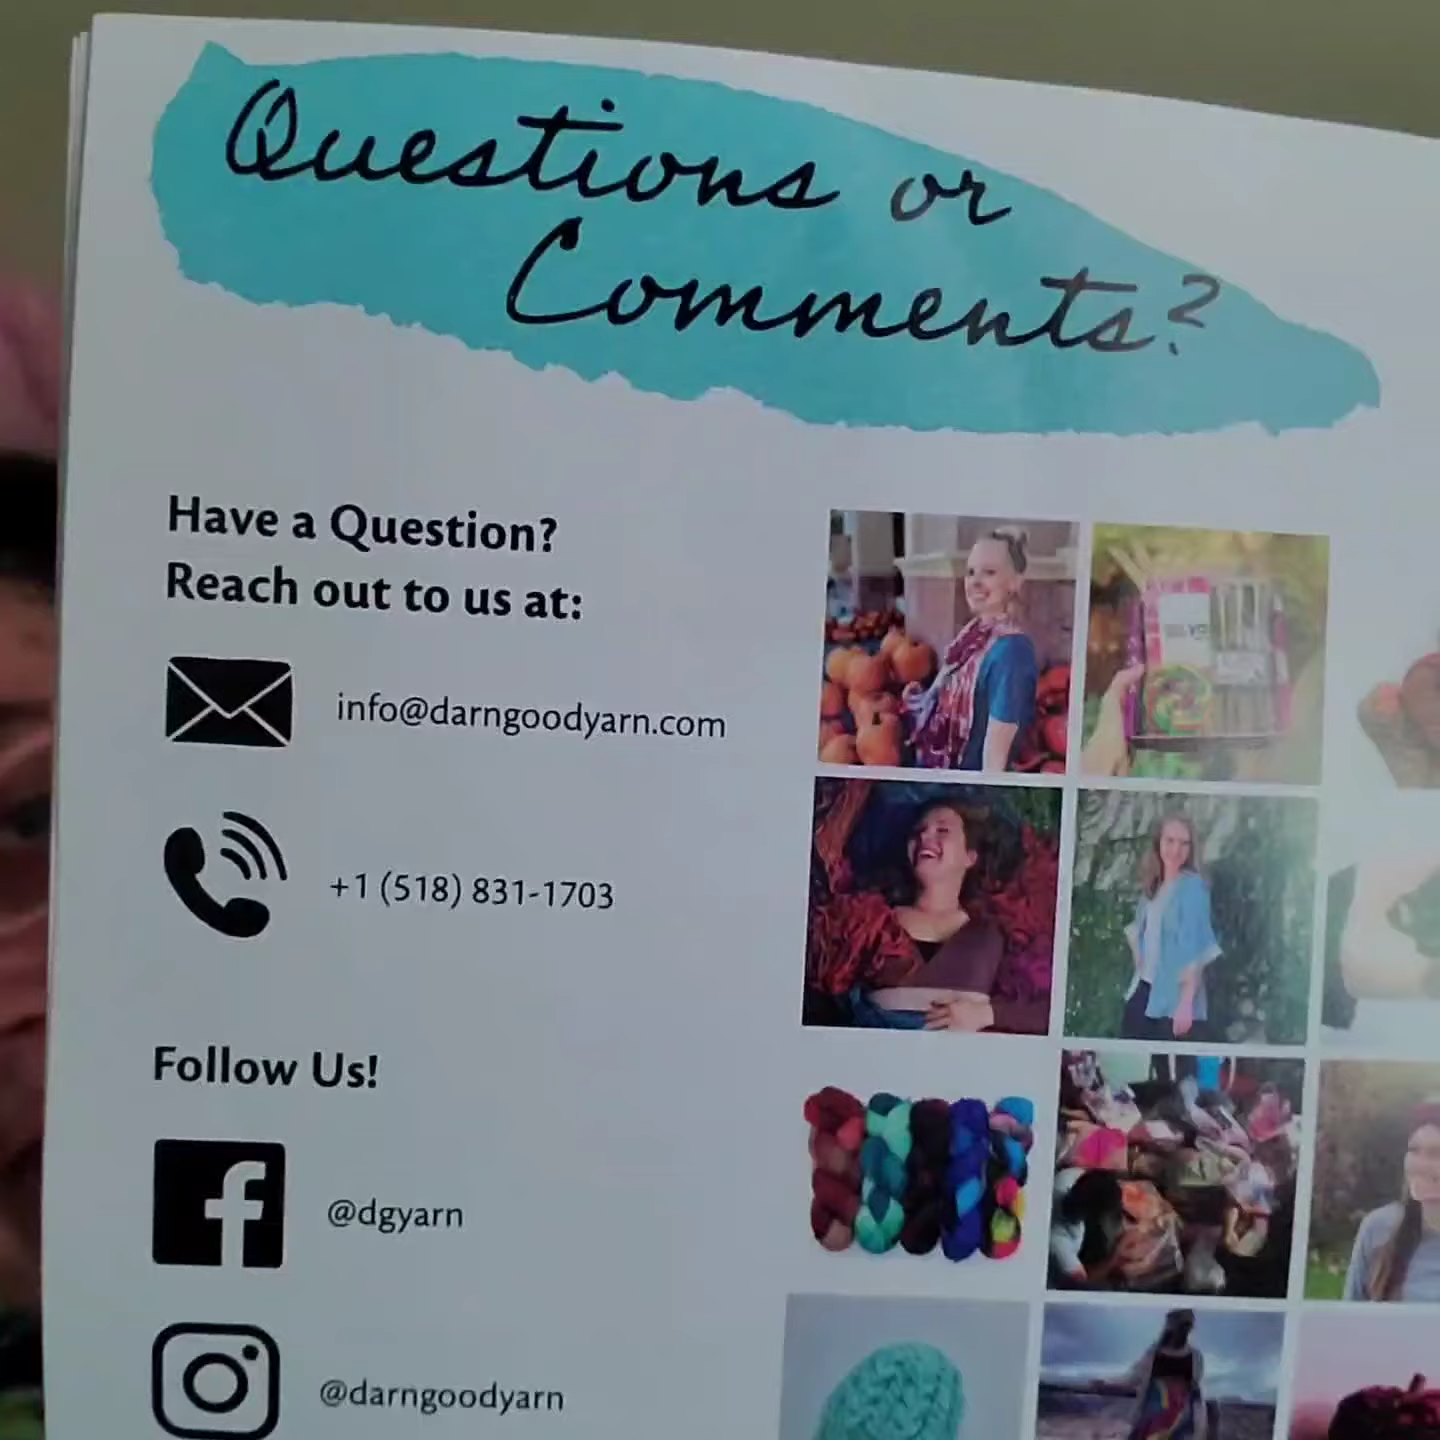 Questions or
Comments?
Have a Question?
Reach out to us at:
info@darngoodyarn.com
+1 (518) 831-1703
Follow Us!
@dgyarn
@darngoodyarn